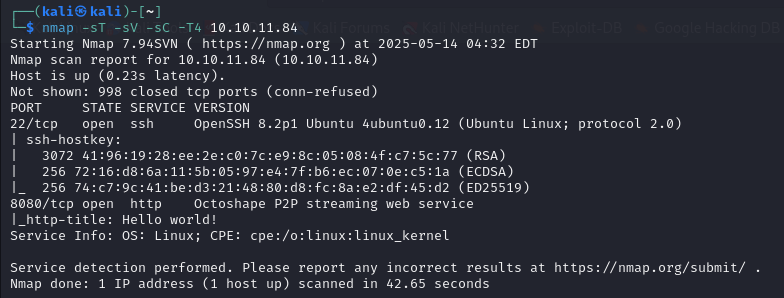 ┌──(kali㉿kali)-[~]
└─$ nmap -sT -sV -sC -T4 10.10.11.84
Kali NetHunter Exploit-DB Google Hacking DB
Starting Nmap 7.94SVN ( https://nmap.org ) at 2025-05-14 04:32 EDT
Nmap scan report for 10.10.11.84 (10.10.11.84)
Host is up (0.23s latency).
Not shown: 998 closed tcp ports (conn-refused)
PORT     STATE SERVICE VERSION
22/tcp   open  ssh     OpenSSH 8.2p1 Ubuntu 4ubuntu0.12 (Ubuntu Linux; protocol 2.0)
| ssh-hostkey:
|   3072 41:96:19:28:ee:2e:c0:7c:e9:8c:05:08:4f:c7:5c:77 (RSA)
|   256 72:16:d8:6a:11:5b:05:97:e4:7f:b6:ec:07:0e:c5:1a (ECDSA)
|_  256 74:c7:9c:41:be:d3:21:48:80:d8:fc:8a:e2:df:45:d2 (ED25519)
8080/tcp open  http    Octoshape P2P streaming web service
|_http-title: Hello world!
Service Info: OS: Linux; CPE: cpe:/o:linux:linux_kernel
Service detection performed. Please report any incorrect results at https://nmap.org/submit/ .
Nmap done: 1 IP address (1 host up) scanned in 42.65 seconds